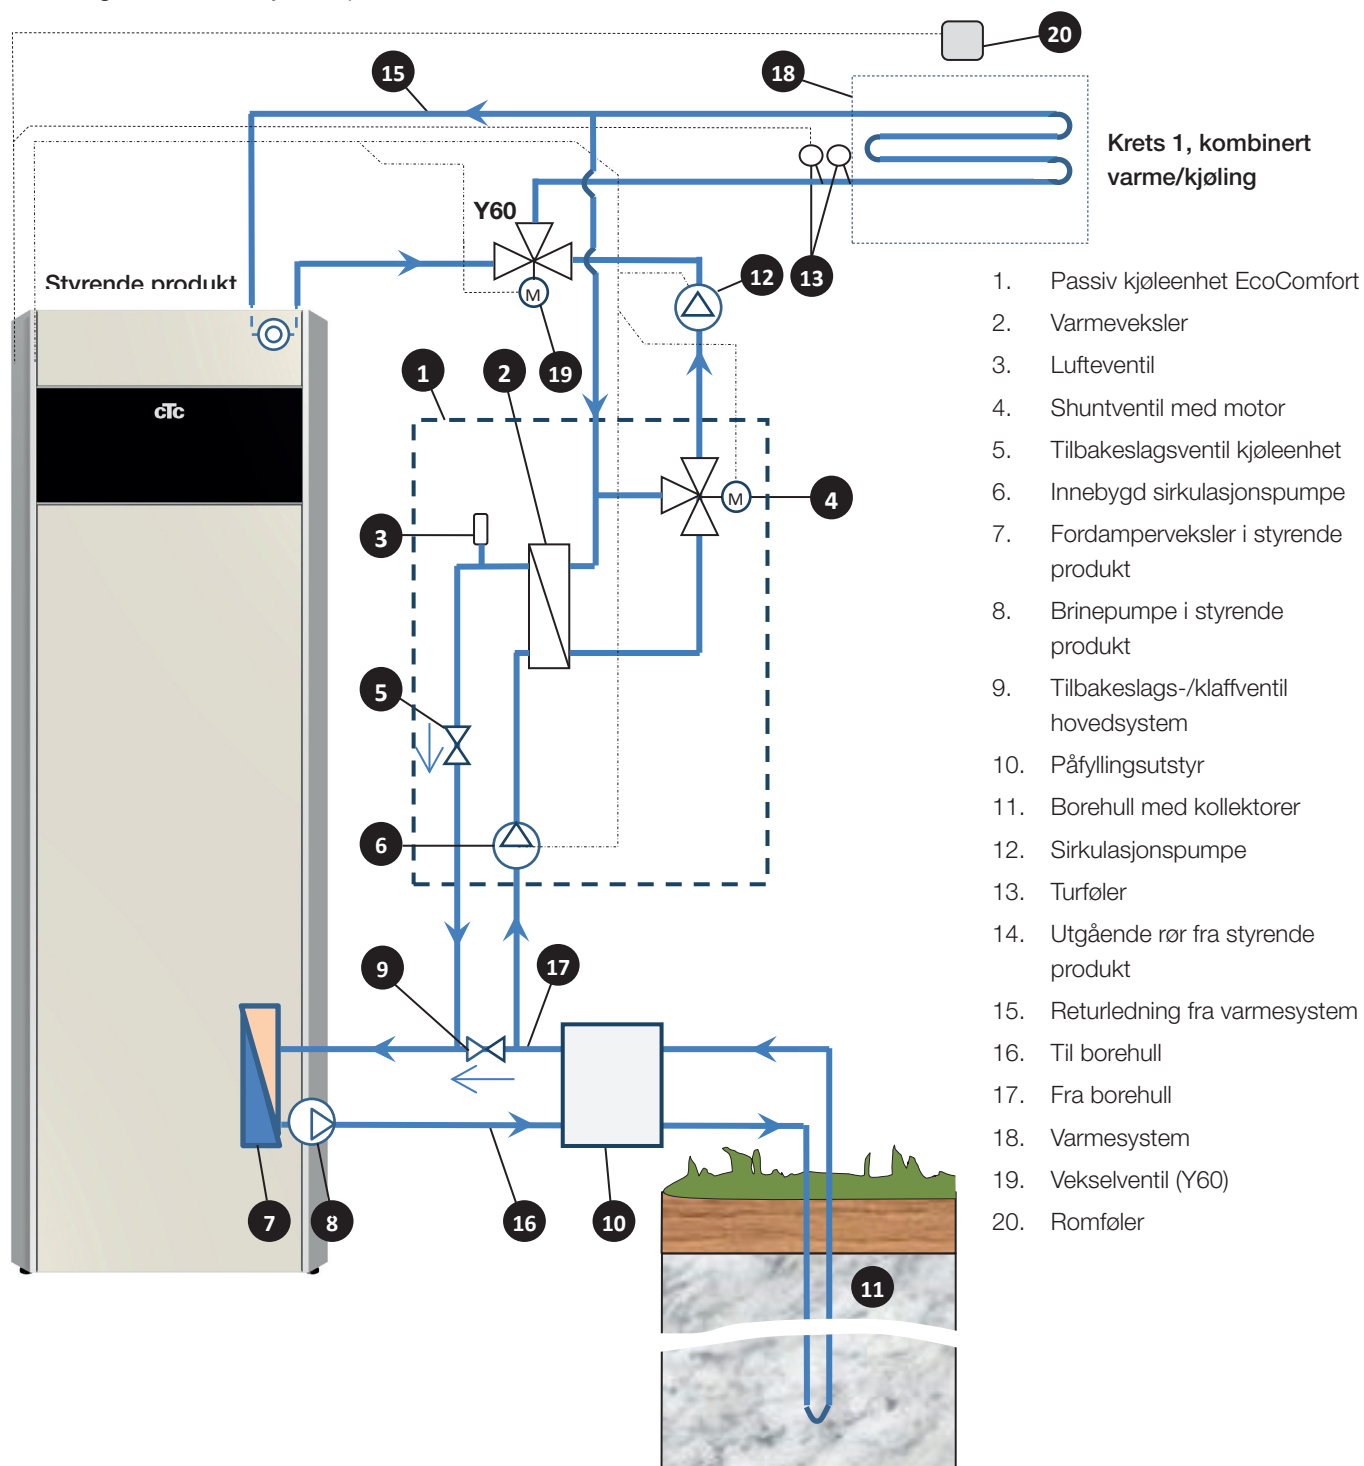 20
15
18
Krets 1, kombinert
varme/kjøling
Y60
12
13
Styrende produkt
M
19
1
2
cTc
M
4
3
5
6
9
17
7
8
16
10
11
1. Passiv kjøleenhet EcoComfort
2. Varmeveksler
3. Lufteventil
4. Shuntventil med motor
5. Tilbakeslagsventil kjøleenhet
6. Innebygd sirkulasjonspumpe
7. Fordamperveksler i styrende
produkt
8. Brinepumpe i styrende
produkt
9. Tilbakeslags-/klaffventil
hovedsystem
10. Påfyllingsutstyr
11. Borehull med kollektorer
12. Sirkulasjonspumpe
13. Turføler
14. Utgående rør fra styrende
produkt
15. Returledning fra varmesystem
16. Til borehull
17. Fra borehull
18. Varmesystem
19. Vekselventil (Y60)
20. Romføler